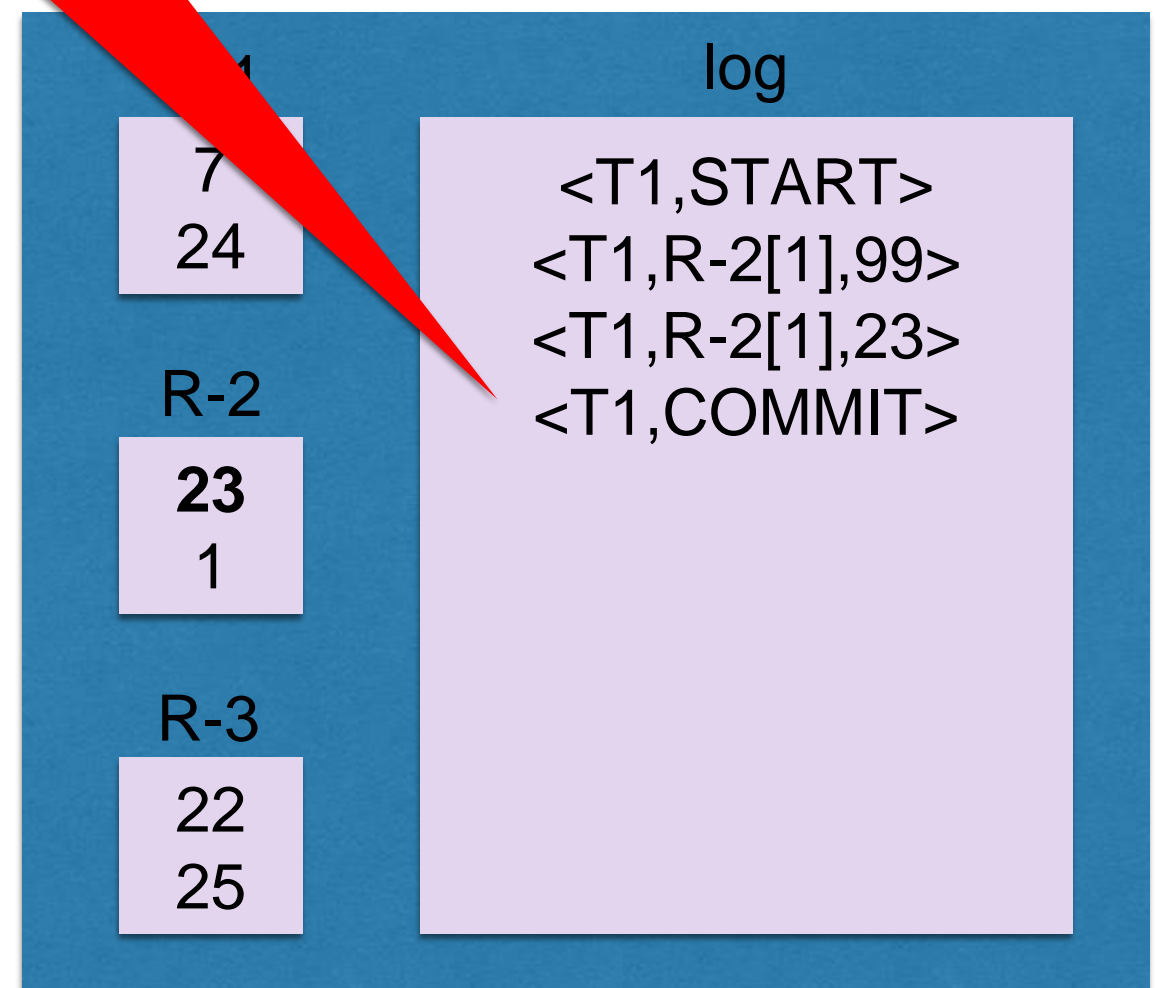 log
7
24
R-2
23
1
R-3
22
25
<T1,START>
<T1,R-2[1],99>
<T1,R-2[1],23>
<T1,COMMIT>